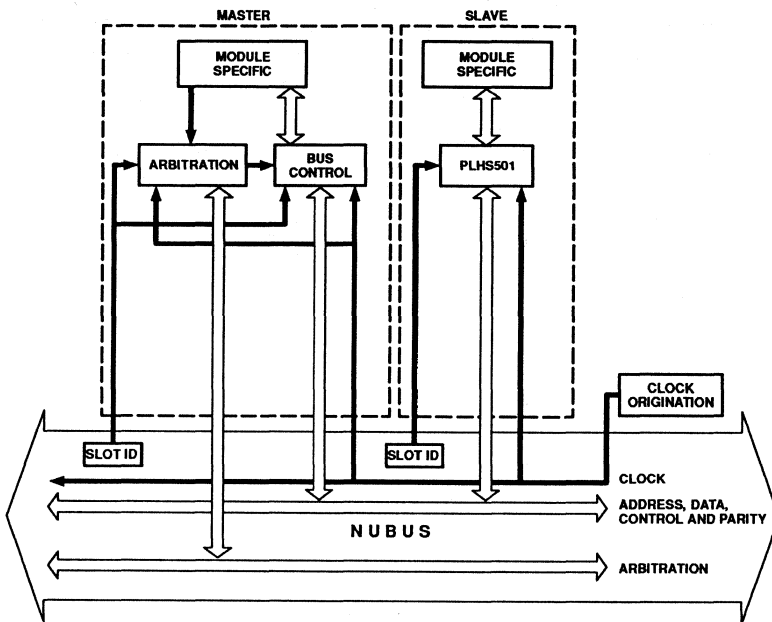 MASTER
SLAVE
MODULE
SPECIFIC
MODULE
SPECIFIC
ARBITRATION
BUS
CONTROL
PLHS501
CLOCK
ORIGINATION
SLOT ID
SLOT ID
CLOCK
ADDRESS, DATA,
CONTROL AND PARITY
NUBUS
ARBITRATION